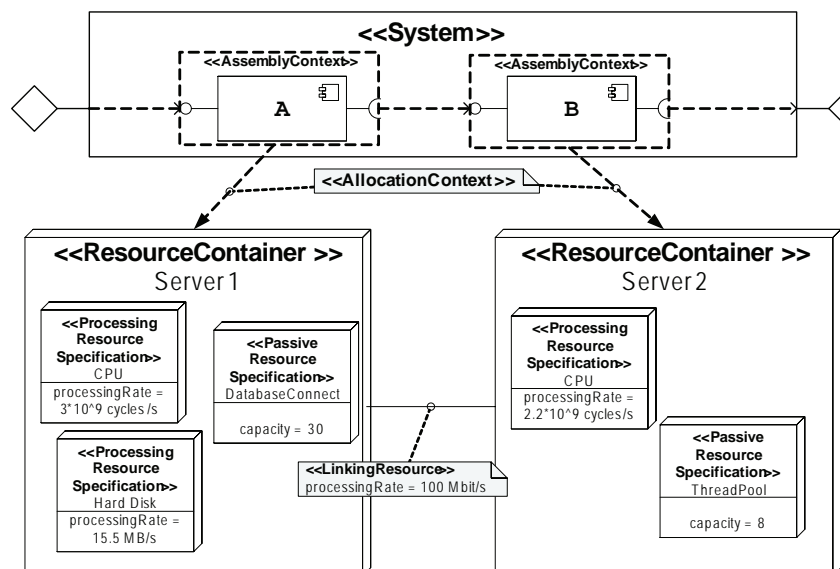 <<System>>
<<AssemblyContext>>
<<AssemblyContext>>
A
B
<<AllocationContext>>
<<ResourceContainer >>
Server1
<<ResourceContainer >>
Server2
<<Processing
Resource
Specification>>
CPU
processingRate =
3*10^9 cycles/s
<<Passive
Resource
Specification>>
DatabaseConnect
capacity = 30
<<Processing
Resource
Specification>>
Hard Disk
processingRate =
15.5 MB/s
<<LinkingResource>>
processingRate = 100 Mbit/s
<<Processing
Resource
Specification>>
CPU
processingRate =
2.2*10^9 cycles/s
<<Passive
Resource
Specification>>
ThreadPool
capacity = 8